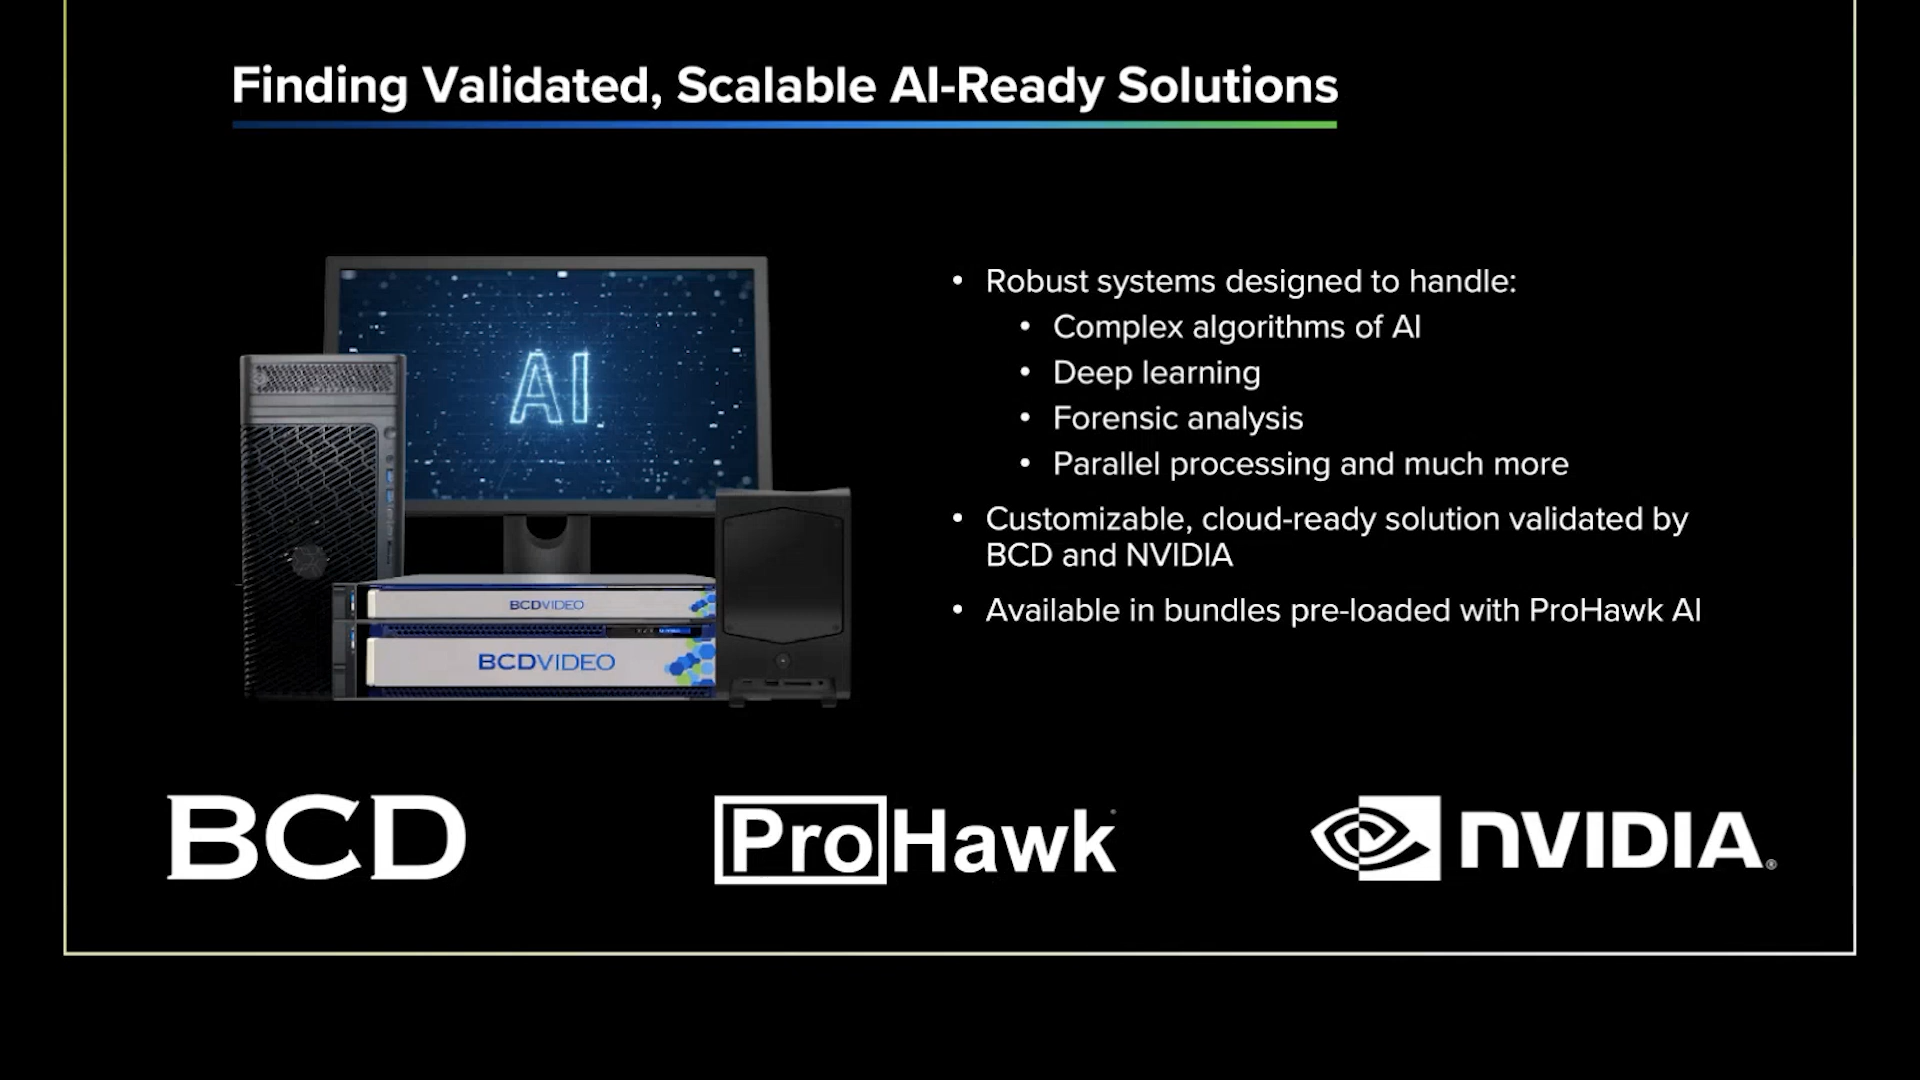 Finding Validated, Scalable AI-Ready Solutions
AI
BCDVIDEO
BCDVIDEO
• Robust systems designed to handle:
• Complex algorithms of AI
• Deep learning
• Forensic analysis
• Parallel processing and much more
• Customizable, cloud-ready solution validated by
BCD and NVIDIA
• Available in bundles pre-loaded with ProHawk AI
BCD
ProHawk
NVIDIA®